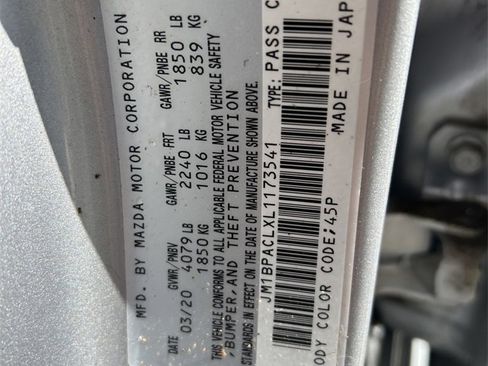 MFD. BY MAZDA MOTOR CORPORATION
GVWR/PNBV GAWR/PNBE FRT GAWR/PNBE RR
DATE 03/20 4079 LB 2240 LB 1850 LB
1850 KG 1016 KG 839 KG
THIS VEHICLE CONFORMS TO ALL APPLICABLE FEDERAL MOTOR VEHICLE SAFETY
,BUMPER,AND THEFT PREVENTION
STANDARDS IN EFFECT ON THE DATE OF MANUFACTURE SHOWN ABOVE.
JM1BPACLXL1173541 TYPE: PASS C
MADE IN JAP
ODY COLOR CODE;45P